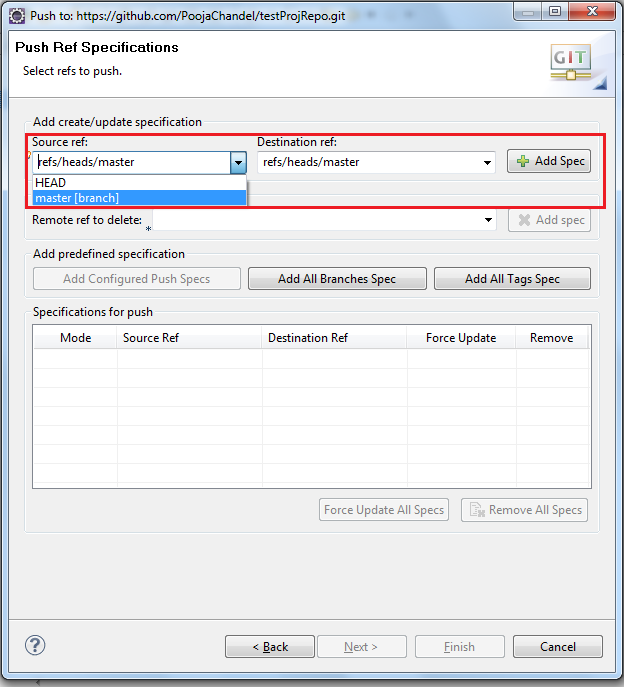 Push to: https://github.com/PoojaChandel/testProjRepo.git
Push Ref Specifications
Select refs to push.
GIT
Add create/update specification
Source ref: Destination ref:
refs/heads/master refs/heads/master Add Spec
HEAD
master [branch]
Remote ref to delete: * Add spec
Add predefined specification
Add Configured Push Specs Add All Branches Spec Add All Tags Spec
Specifications for push
Mode Source Ref Destination Ref Force Update Remove
Force Update All Specs Remove All Specs
? < Back Next > Finish Cancel